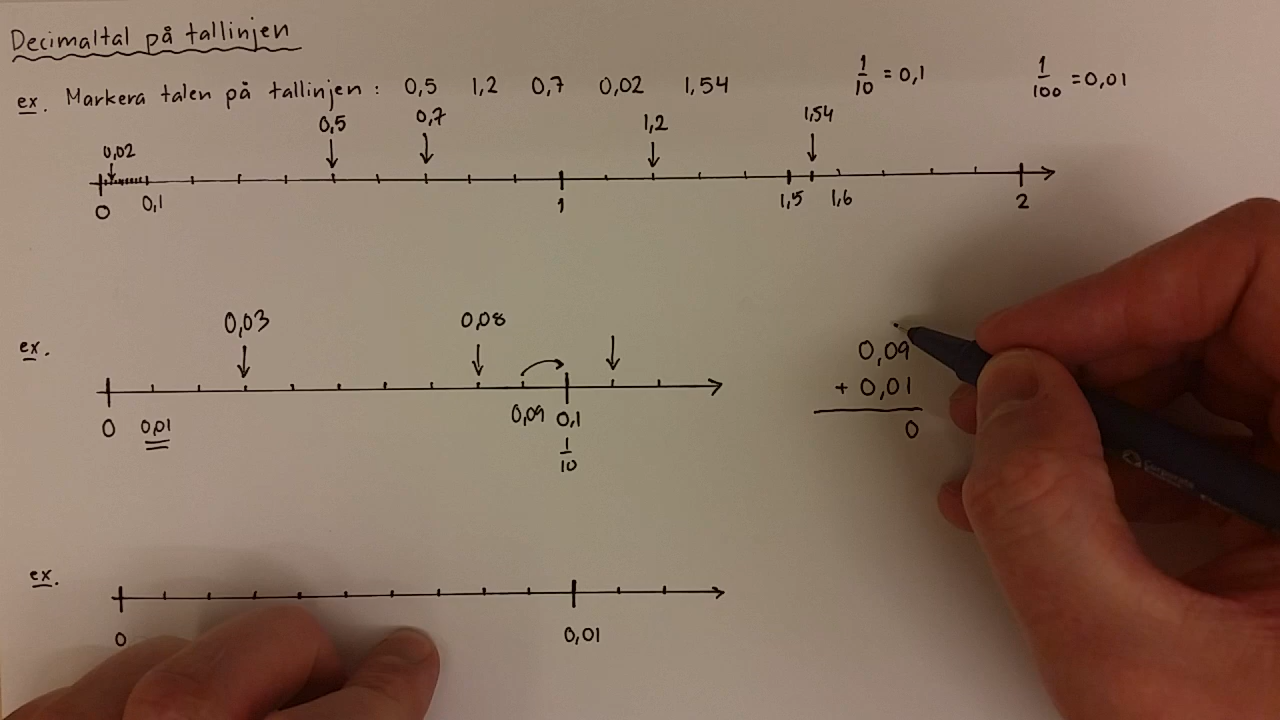 Decimaltal på tallinjen
ex. Markera talen på tallinjen : 0,5 1,2 0,7 0,02 1,54
1/10 = 0,1
1/100 = 0,01
0,02 0,5 0,7 1,2 1,54
0 0,1 1 1,5 1,6 2
ex.
0,03 0,08
0 0,01 0,09 0,1
1/10
0,09
+ 0,01
0
ex.
0 0,01